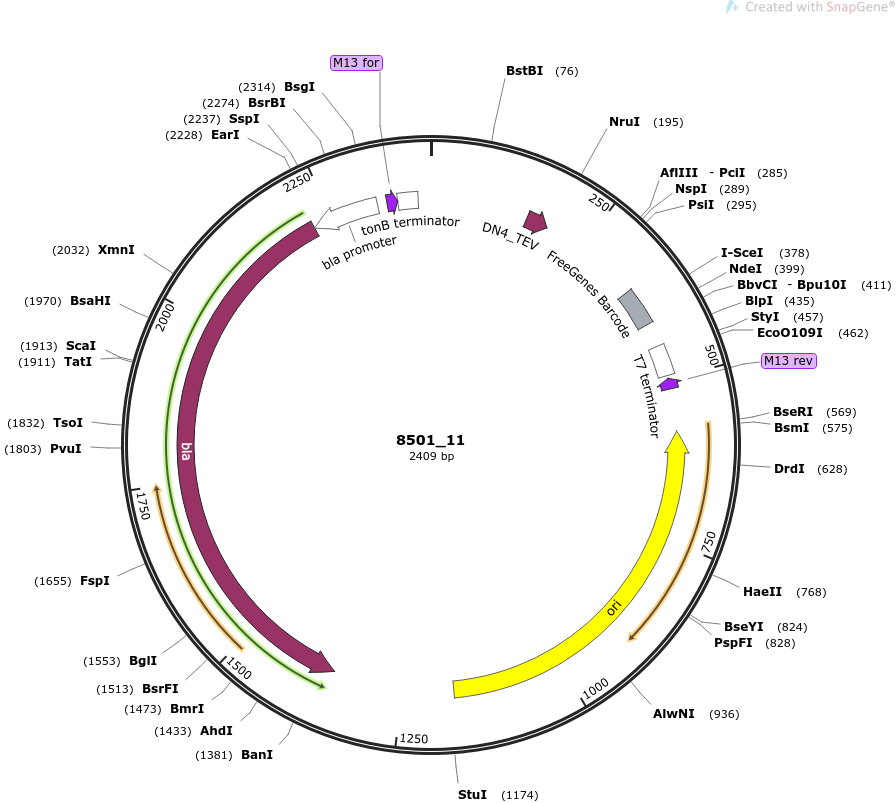 Created with SnapGene®
M13 for
(2314) BsgI
(2274) BsrBI
(2237) SspI
(2228) EarI
BstBI (76)
NruI (195)
AflIII - PciI (285)
NspI (289)
PsiI (295)
2250
250
tonB terminator
bla promoter
DN4_TEV
FreeGenes Barcode
(2032) XmnI
I-SceI (378)
NdeI (399)
BbvCI - Bpu10I (411)
BlpI (435)
StyI (457)
EcoO109I (462)
(1970) BsaHI
2000
(1913) ScaI
(1911) TatI
500
M13 rev
T7 terminator
(1832) TsoI
(1803) PvuI
bla
8501_11
2409 bp
BseRI (569)
BsmI (575)
DrdI (628)
1750
750
(1655) FspI
HaeII (768)
ori
BseYI (824)
PspFI (828)
(1553) BglI
1500
(1513) BsrFI
(1473) BmrI
(1433) AhdI
(1381) BanI
1000
AlwNI (936)
1250
StuI (1174)